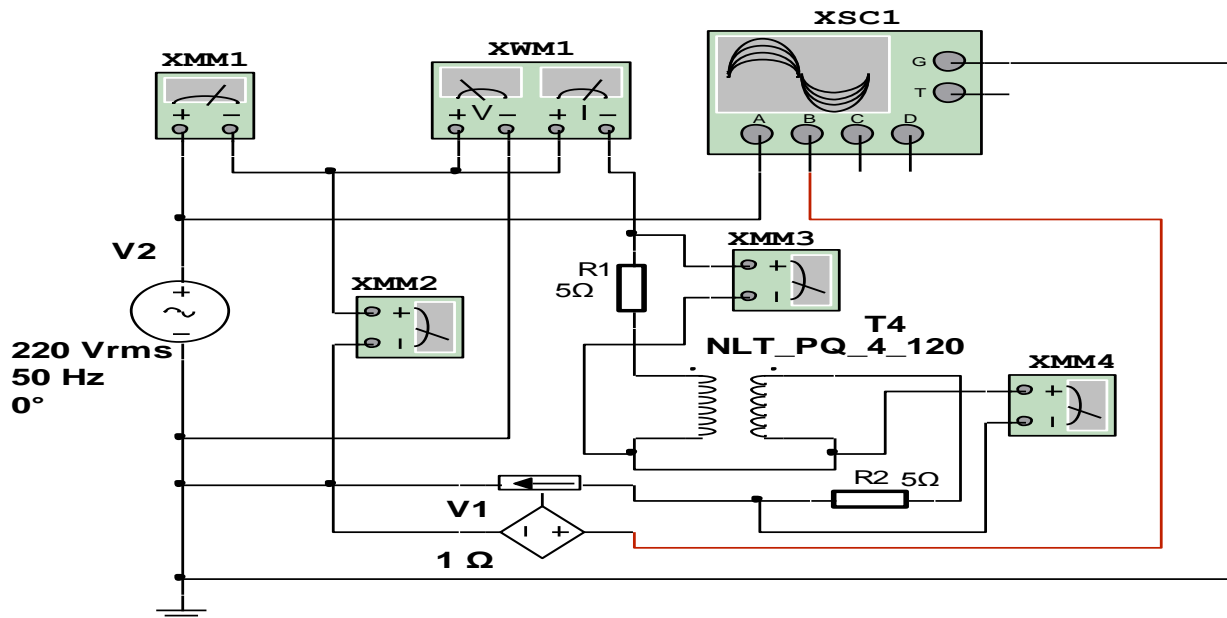 XSC1
XMM1
XWM1
G
T
A B C D
+ - + V - + I -
V2
+
-
220 Vrms
50 Hz
0°
XMM2
+
-
R1
5Ω
XMM3
+
-
T4
NLT_PQ_4_120
XMM4
+
-
R2 5Ω
V1
- +
1 Ω